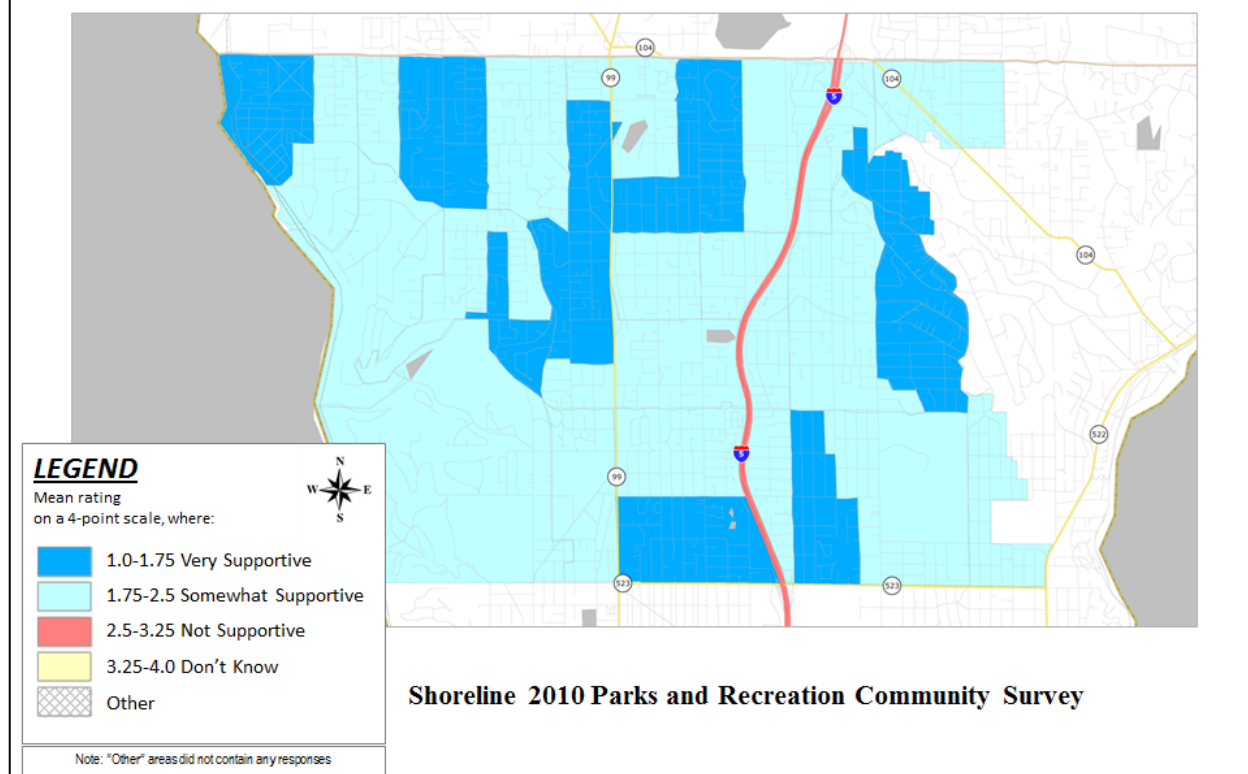 104
99
5
104
104
522
5
99
523
523
LEGEND
Mean rating
on a 4-point scale, where:
N
W E
S
1.0-1.75 Very Supportive
1.75-2.5 Somewhat Supportive
2.5-3.25 Not Supportive
3.25-4.0 Don't Know
Other
Note: "Other" areas did not contain any responses
Shoreline 2010 Parks and Recreation Community Survey